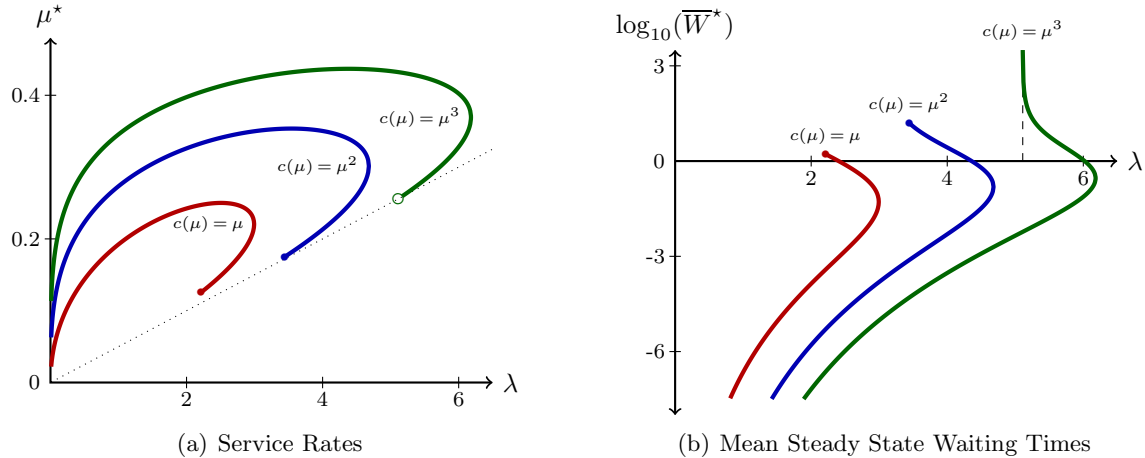 μ⋆
0.4
0.2
0
2
4
6
λ
c(μ) = μ³
c(μ) = μ²
c(μ) = μ
(a) Service Rates
log₁₀(W̅⋆)
3
0
-3
-6
2
4
6
λ
c(μ) = μ³
c(μ) = μ²
c(μ) = μ
(b) Mean Steady State Waiting Times